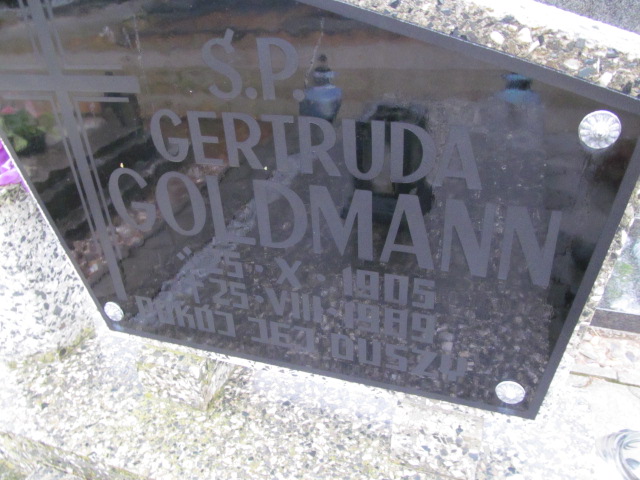 Ś.P.
GERTRUDA
GOLDMANN
* 25·X·1905
† 25·VIII·1989
POKÓJ JEJ DUSZY